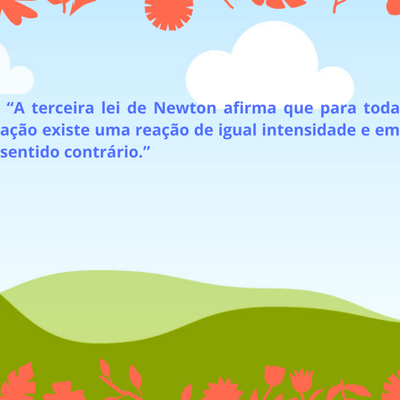 “A terceira lei de Newton afirma que para toda
ação existe uma reação de igual intensidade e em
sentido contrário.”